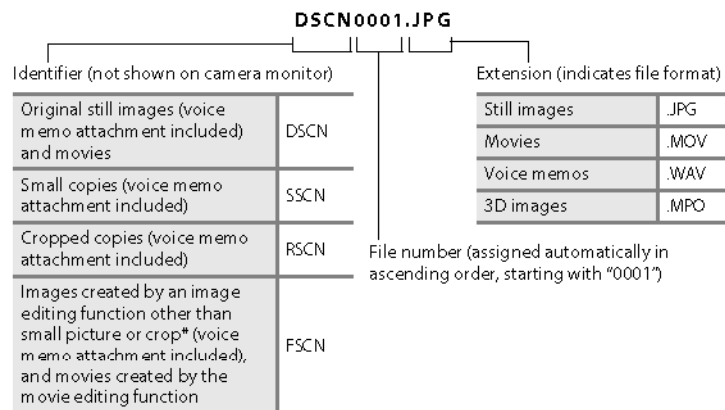 DSCN0001.JPG
Identifier (not shown on camera monitor)
Original still images (voice
memo attachment included)
and movies
DSCN
Small copies (voice memo
attachment included)
SSCN
Cropped copies (voice memo
attachment included)
RSCN
Images created by an image
editing function other than
small picture or crop* (voice
memo attachment included),
and movies created by the
movie editing function
FSCN
Extension (indicates file format)
Still images
.JPG
Movies
.MOV
Voice memos
.WAV
3D images
.MPO
File number (assigned automatically in
ascending order, starting with “0001”)